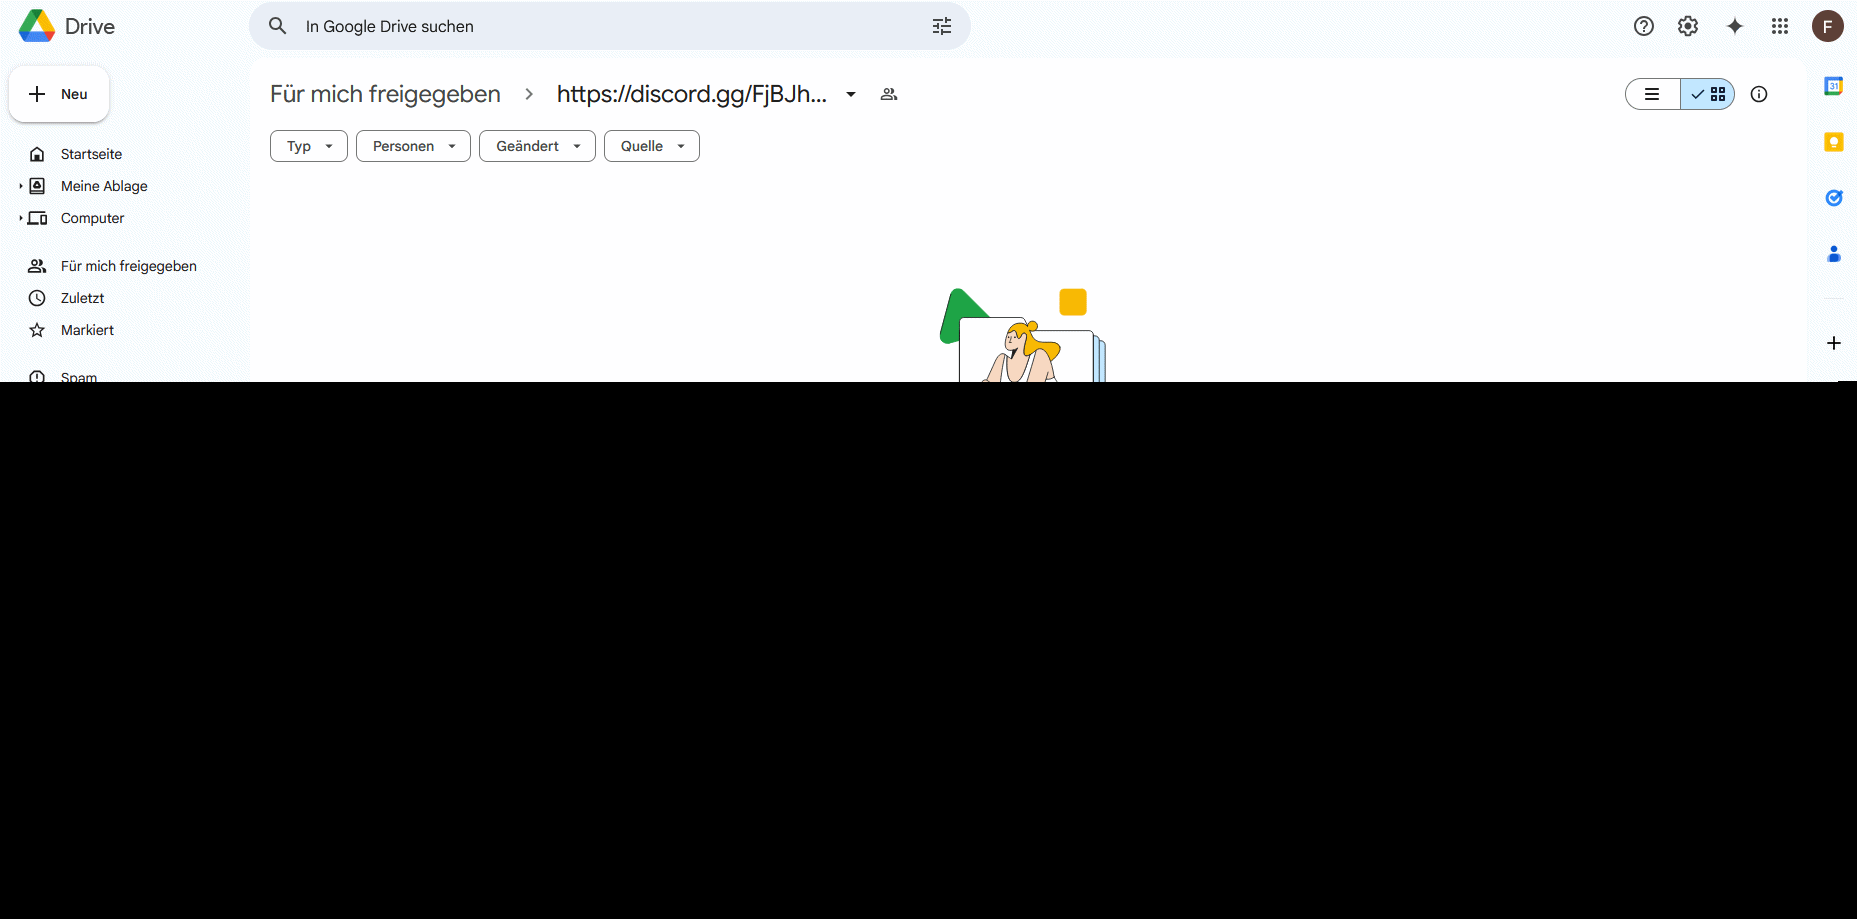 Drive
In Google Drive suchen
F
Neu
Für mich freigegeben
https://discord.gg/FjBJh...
Typ
Personen
Geändert
Quelle
Startseite
Meine Ablage
Computer
Für mich freigegeben
Zuletzt
Markiert
Spam
31